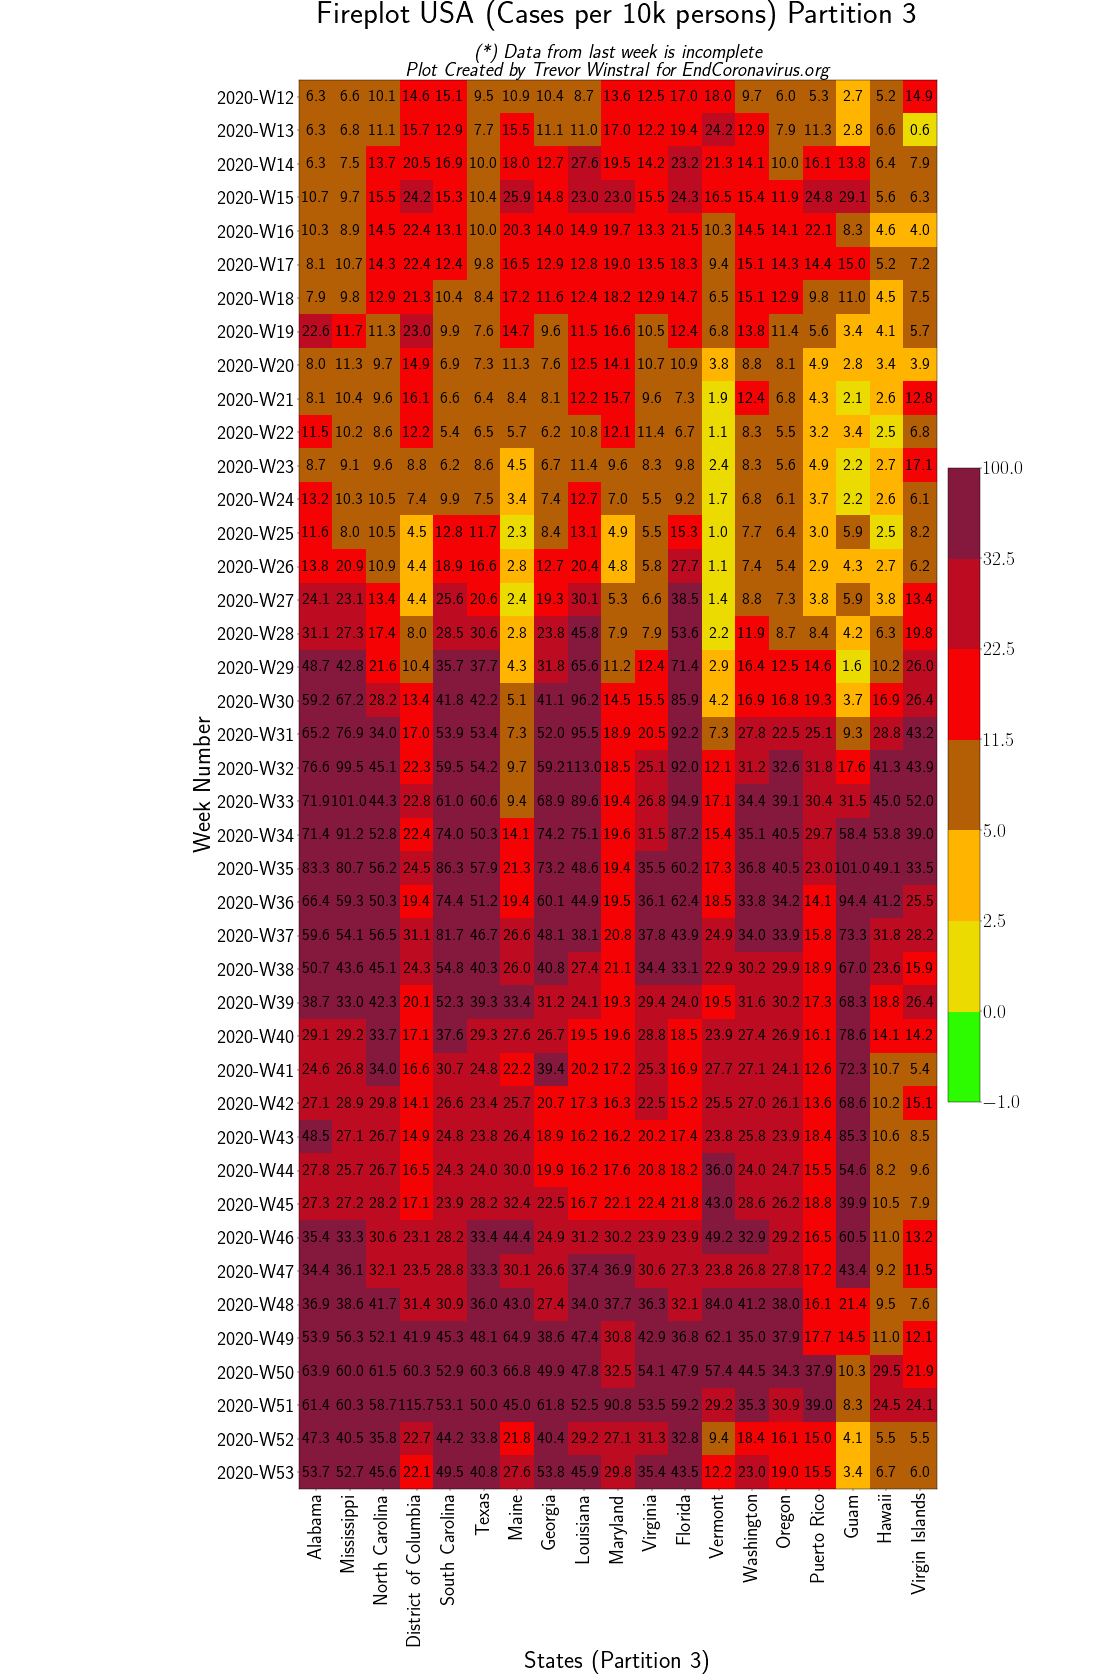 Fireplot USA (Cases per 10k persons) Partition 3
(*) Data from last week is incomplete
Plot Created by Trevor Winstral for EndCoronavirus.org
2020-W12 6.3 6.6 10.1 14.6 15.1 9.5 10.9 10.4 8.7 13.6 12.5 17.0 18.0 9.7 6.0 5.3 2.7 5.2 14.9
2020-W13 6.3 6.8 11.1 15.7 12.9 7.7 15.5 11.1 11.0 17.0 12.2 19.4 24.2 12.9 7.9 11.3 2.8 6.6 0.6
2020-W14 6.3 7.5 13.7 20.5 16.9 10.0 18.0 12.7 27.6 19.5 14.2 23.2 21.3 14.1 10.0 16.1 13.8 6.4 7.9
2020-W15 10.7 9.7 15.5 24.2 15.3 10.4 25.9 14.8 23.0 23.0 15.5 24.3 16.5 15.4 11.9 24.8 29.1 5.6 6.3
2020-W16 10.3 8.9 14.5 22.4 13.1 10.0 20.3 14.0 14.9 19.7 13.3 21.5 10.3 14.5 14.1 22.1 8.3 4.6 4.0
2020-W17 8.1 10.7 14.3 22.4 12.4 9.8 16.5 12.9 12.8 19.0 13.5 18.3 9.4 15.1 14.3 14.4 15.0 5.2 7.2
2020-W18 7.9 9.8 12.9 21.3 10.4 8.4 17.2 11.6 12.4 18.2 12.9 14.7 6.5 15.1 12.9 9.8 11.0 4.5 7.5
2020-W19 22.6 11.7 11.3 23.0 9.9 7.6 14.7 9.6 11.5 16.6 10.5 12.4 6.8 13.8 11.4 5.6 3.4 4.1 5.7
2020-W20 8.0 11.3 9.7 14.9 6.9 7.3 11.3 7.6 12.5 14.1 10.7 10.9 3.8 8.8 8.1 4.9 2.8 3.4 3.9
2020-W21 8.1 10.4 9.6 16.1 6.6 6.4 8.4 8.1 12.2 15.7 9.6 7.3 1.9 12.4 6.8 4.3 2.1 2.6 12.8
2020-W22 11.5 10.2 8.6 12.2 5.4 6.5 5.7 6.2 10.8 12.1 11.4 6.7 1.1 8.3 5.5 3.2 3.4 2.5 6.8
2020-W23 8.7 9.1 9.6 8.8 6.2 8.6 4.5 6.7 11.4 9.6 8.3 9.8 2.4 8.3 5.6 4.9 2.2 2.7 17.1
2020-W24 13.2 10.3 10.5 7.4 9.9 7.5 3.4 7.4 12.7 7.0 5.5 9.2 1.7 6.8 6.1 3.7 2.2 2.6 6.1
2020-W25 11.6 8.0 10.5 4.5 12.8 11.7 2.3 8.4 13.1 4.9 5.5 15.3 1.0 7.7 6.4 3.0 5.9 2.5 8.2
2020-W26 13.8 20.9 10.9 4.4 18.9 16.6 2.8 12.7 20.4 4.8 5.8 27.7 1.1 7.4 5.4 2.9 4.3 2.7 6.2
2020-W27 24.1 23.1 13.4 4.4 25.6 20.6 2.4 19.3 30.1 5.3 6.6 38.5 1.4 8.8 7.3 3.8 5.9 3.8 13.4
2020-W28 31.1 27.3 17.4 8.0 28.5 30.6 2.8 23.8 45.8 7.9 7.9 53.6 2.2 11.9 8.7 8.4 4.2 6.3 19.8
2020-W29 48.7 42.8 21.6 10.4 35.7 37.7 4.3 31.8 65.6 11.2 12.4 71.4 2.9 16.4 12.5 14.6 1.6 10.2 26.0
2020-W30 59.2 67.2 28.2 13.4 41.8 42.2 5.1 41.1 96.2 14.5 15.5 85.9 4.2 16.9 16.8 19.3 3.7 16.9 26.4
2020-W31 65.2 76.9 34.0 17.0 53.9 53.4 7.3 52.0 95.5 18.9 20.5 92.2 7.3 27.8 22.5 25.1 9.3 28.8 43.2
2020-W32 76.6 99.5 45.1 22.3 59.5 54.2 9.7 59.2 113.0 18.5 25.1 92.0 12.1 31.2 32.6 31.8 17.6 41.3 43.9
2020-W33 71.9 101.0 44.3 22.8 61.0 60.6 9.4 68.9 89.6 19.4 26.8 94.9 17.1 34.4 39.1 30.4 31.5 45.0 52.0
2020-W34 71.4 91.2 52.8 22.4 74.0 50.3 14.1 74.2 75.1 19.6 31.5 87.2 15.4 35.1 40.5 29.7 58.4 53.8 39.0
2020-W35 83.3 80.7 56.2 24.5 86.3 57.9 21.3 73.2 48.6 19.4 35.5 60.2 17.3 36.8 40.5 23.0 101.0 49.1 33.5
2020-W36 66.4 59.3 50.3 19.4 74.4 51.2 19.4 60.1 44.9 19.5 36.1 62.4 18.5 33.8 34.2 14.1 94.4 41.2 25.5
2020-W37 59.6 54.1 56.5 31.1 81.7 46.7 26.6 48.1 38.1 20.8 37.8 43.9 24.9 34.0 33.9 15.8 73.3 31.8 28.2
2020-W38 50.7 43.6 45.1 24.3 54.8 40.3 26.0 40.8 27.4 21.1 34.4 33.1 22.9 30.2 29.9 18.9 67.0 23.6 15.9
2020-W39 38.7 33.0 42.3 20.1 52.3 39.3 33.4 31.2 24.1 19.3 29.4 24.0 19.5 31.6 30.2 17.3 68.3 18.8 26.4
2020-W40 29.1 29.2 33.7 17.1 37.6 29.3 27.6 26.7 19.5 19.6 28.8 18.5 23.9 27.4 26.9 16.1 78.6 14.1 14.2
2020-W41 24.6 26.8 34.0 16.6 30.7 24.8 22.2 39.4 20.2 17.2 25.3 16.9 27.7 27.1 24.1 12.6 72.3 10.7 5.4
2020-W42 27.1 28.9 29.8 14.1 26.6 23.4 25.7 20.7 17.3 16.3 22.5 15.2 25.5 27.0 26.1 13.6 68.6 10.2 15.1
2020-W43 48.5 27.1 26.7 14.9 24.8 23.8 26.4 18.9 16.2 16.2 20.2 17.4 23.8 25.8 23.9 18.4 85.3 10.6 8.5
2020-W44 27.8 25.7 26.7 16.5 24.3 24.0 30.0 19.9 16.2 17.6 20.8 18.2 36.0 24.0 24.7 15.5 54.6 8.2 9.6
2020-W45 27.3 27.2 28.2 17.1 23.9 28.2 32.4 22.5 16.7 22.1 22.4 21.8 43.0 28.6 26.2 18.8 39.9 10.5 7.9
2020-W46 35.4 33.3 30.6 23.1 28.2 33.4 44.4 24.9 31.2 30.2 23.9 23.9 49.2 32.9 29.2 16.5 60.5 11.0 13.2
2020-W47 34.4 36.1 32.1 23.5 28.8 33.3 30.1 26.6 37.4 36.9 30.6 27.3 23.8 26.8 27.8 17.2 43.4 9.2 11.5
2020-W48 36.9 38.6 41.7 31.4 30.9 36.0 43.0 27.4 34.0 37.7 36.3 32.1 84.0 41.2 38.0 16.1 21.4 9.5 7.6
2020-W49 53.9 56.3 52.1 41.9 45.3 48.1 64.9 38.6 47.4 30.8 42.9 36.8 62.1 35.0 37.9 17.7 14.5 11.0 12.1
2020-W50 63.9 60.0 61.5 60.3 52.9 60.3 66.8 49.9 47.8 32.5 54.1 47.9 57.4 44.5 34.3 37.9 10.3 29.5 21.9
2020-W51 61.4 60.3 58.7 115.7 53.1 50.0 45.0 61.8 52.5 90.8 53.5 59.2 29.2 35.3 30.9 39.0 8.3 24.5 24.1
2020-W52 47.3 40.5 35.8 22.7 44.2 33.8 21.8 40.4 29.2 27.1 31.3 32.8 9.4 18.4 16.1 15.0 4.1 5.5 5.5
2020-W53 53.7 52.7 45.6 22.1 49.5 40.8 27.6 53.8 45.9 29.8 35.4 43.5 12.2 23.0 19.0 15.5 3.4 6.7 6.0
Week Number
Alabama
Mississippi
North Carolina
District of Columbia
South Carolina
Texas
Maine
Georgia
Louisiana
Maryland
Virginia
Florida
Vermont
Washington
Oregon
Puerto Rico
Guam
Hawaii
Virgin Islands
States (Partition 3)
100.0
32.5
22.5
11.5
5.0
2.5
0.0
−1.0